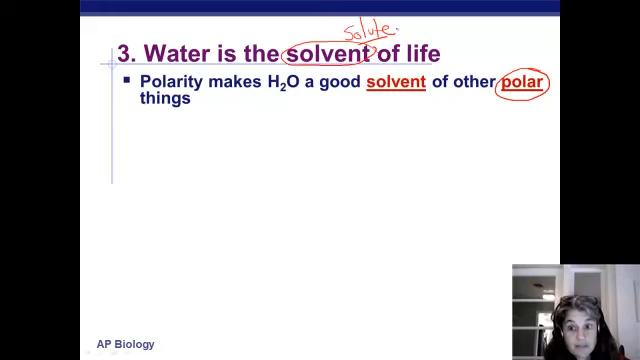 solute.
3. Water is the solvent of life
▪ Polarity makes H₂O a good solvent of other polar
things
AP Biology